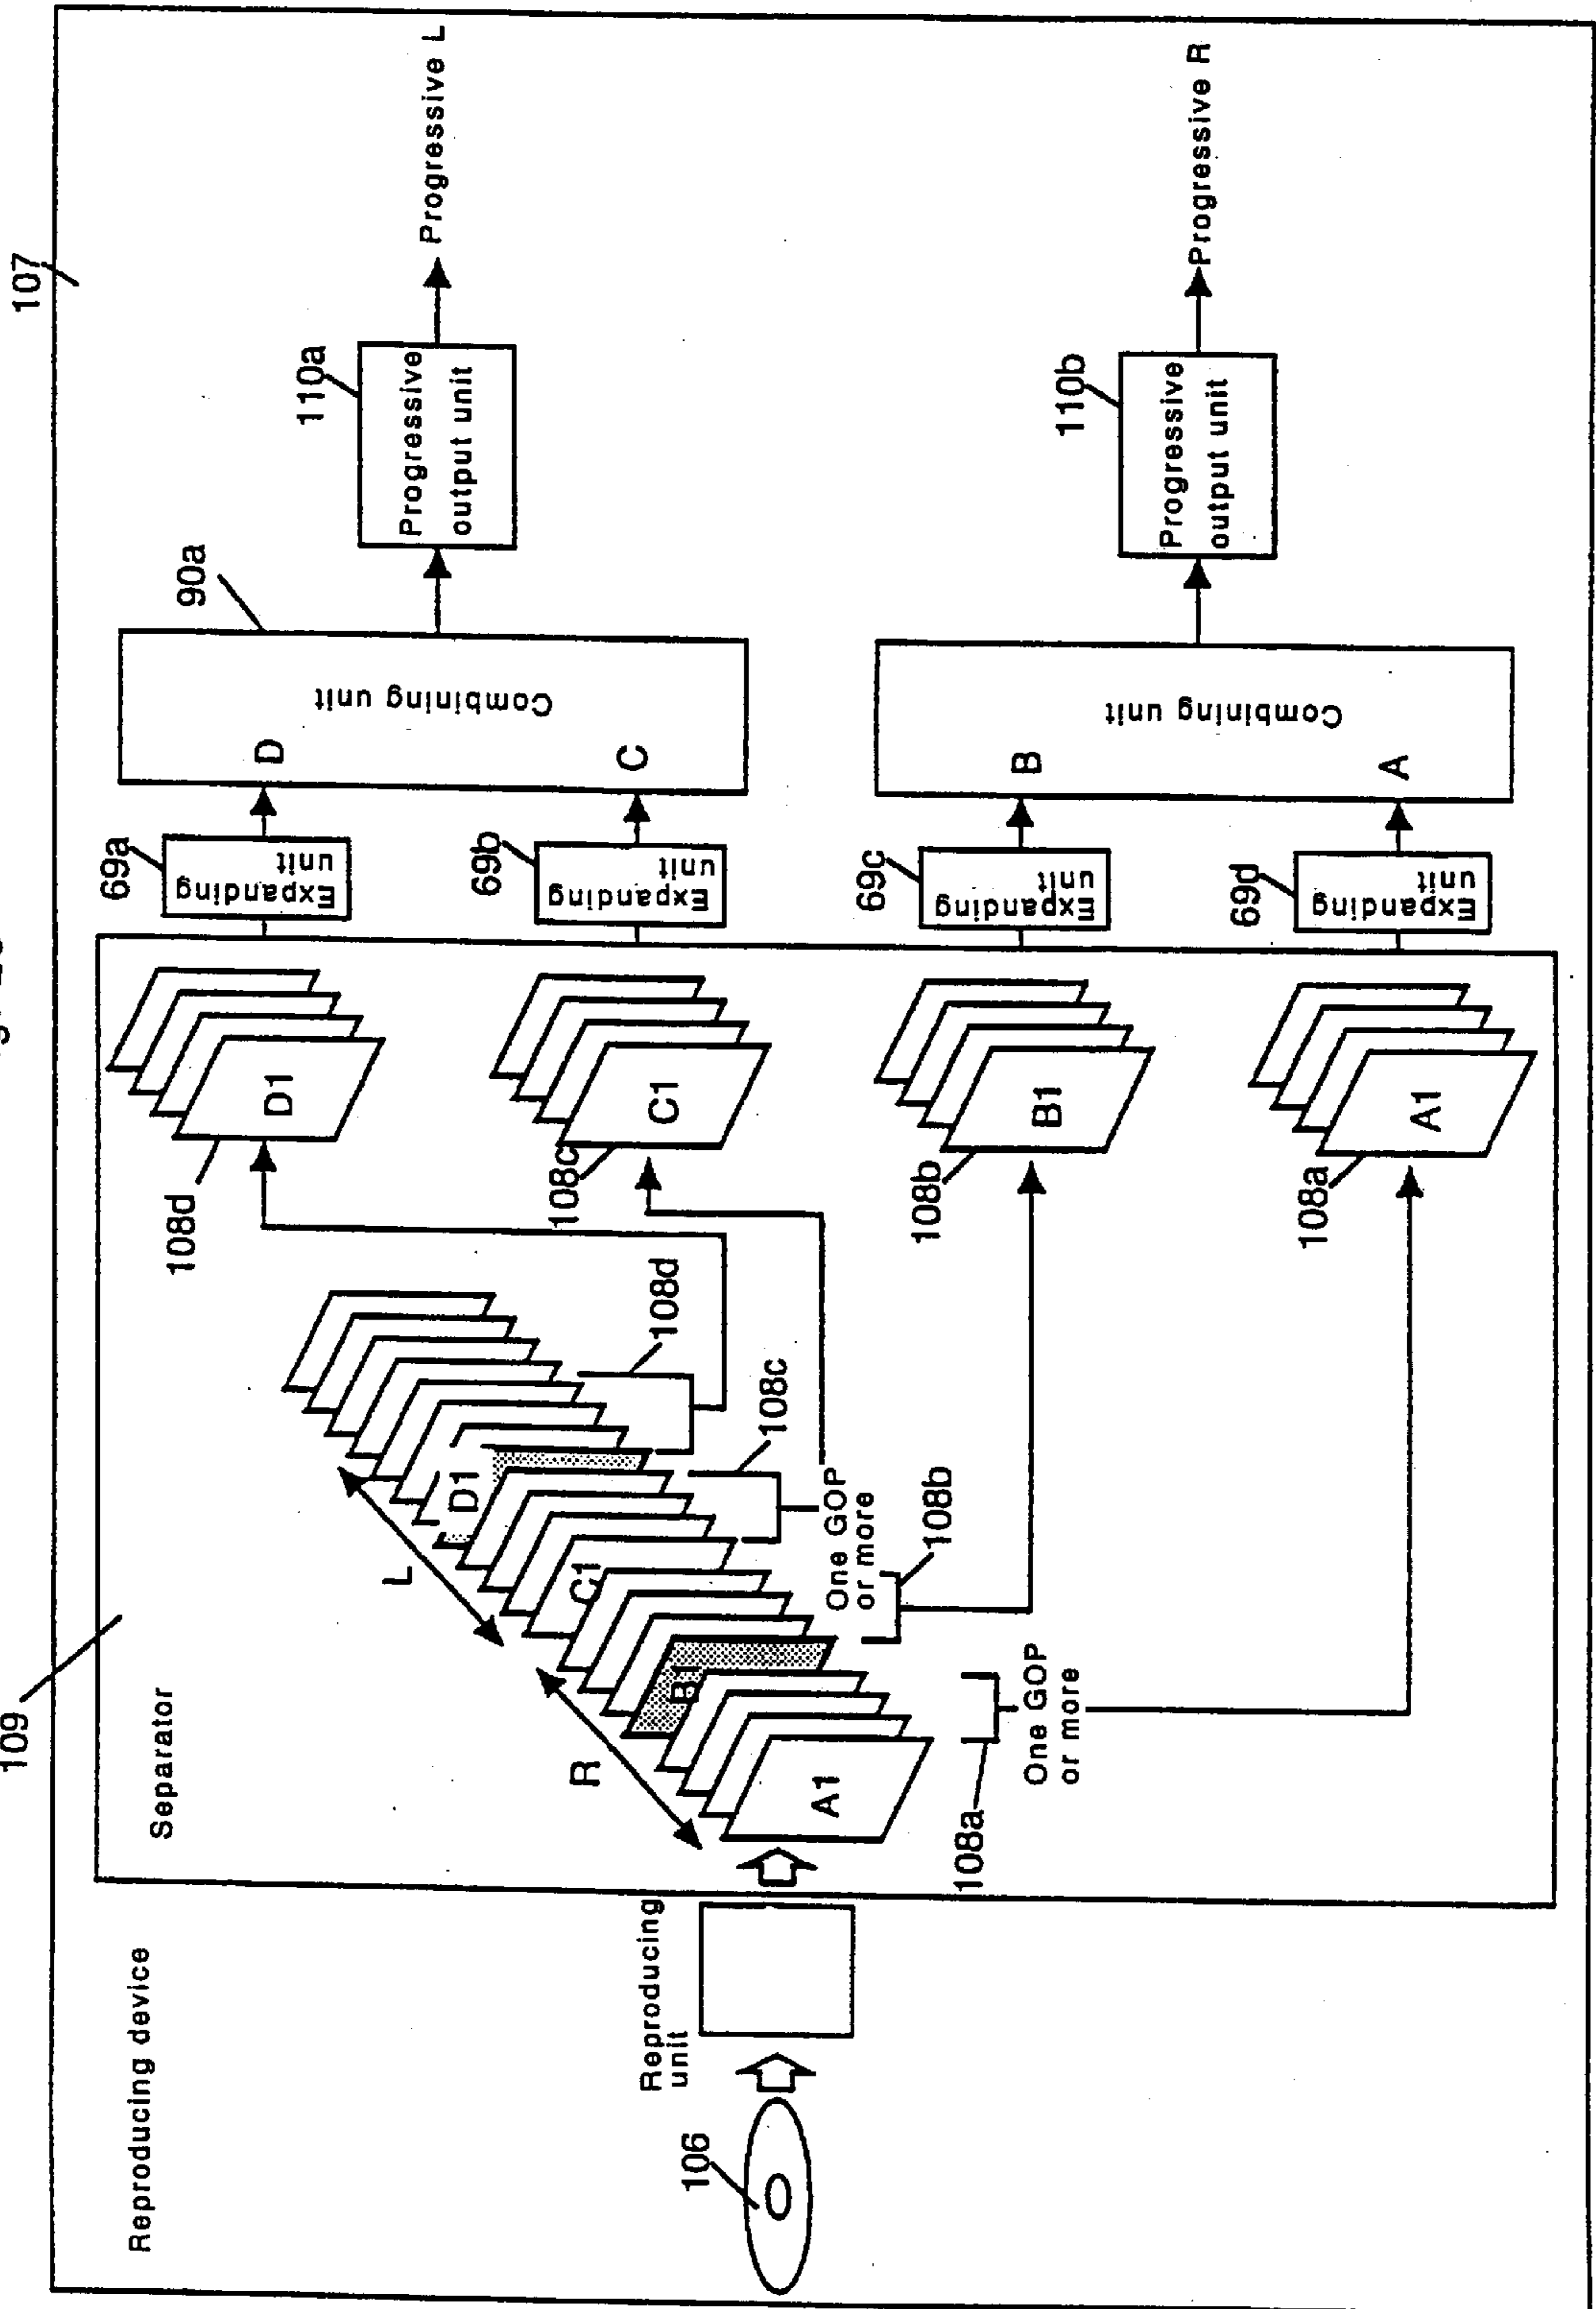 107
109
Reproducing device
Separator
106
Reproducing
unit
R
L
A1
B1
C1
D1
108a
One GOP
or more
108b
One GOP
or more
108c
108d
108d
D1
108c
C1
108b
B1
108a
A1
69a
Expanding
unit
69b
Expanding
unit
69c
Expanding
unit
69d
Expanding
unit
90a
D
C
Combining unit
B
A
Combining unit
110a
Progressive
output unit
Progressive L
110b
Progressive
output unit
Progressive R